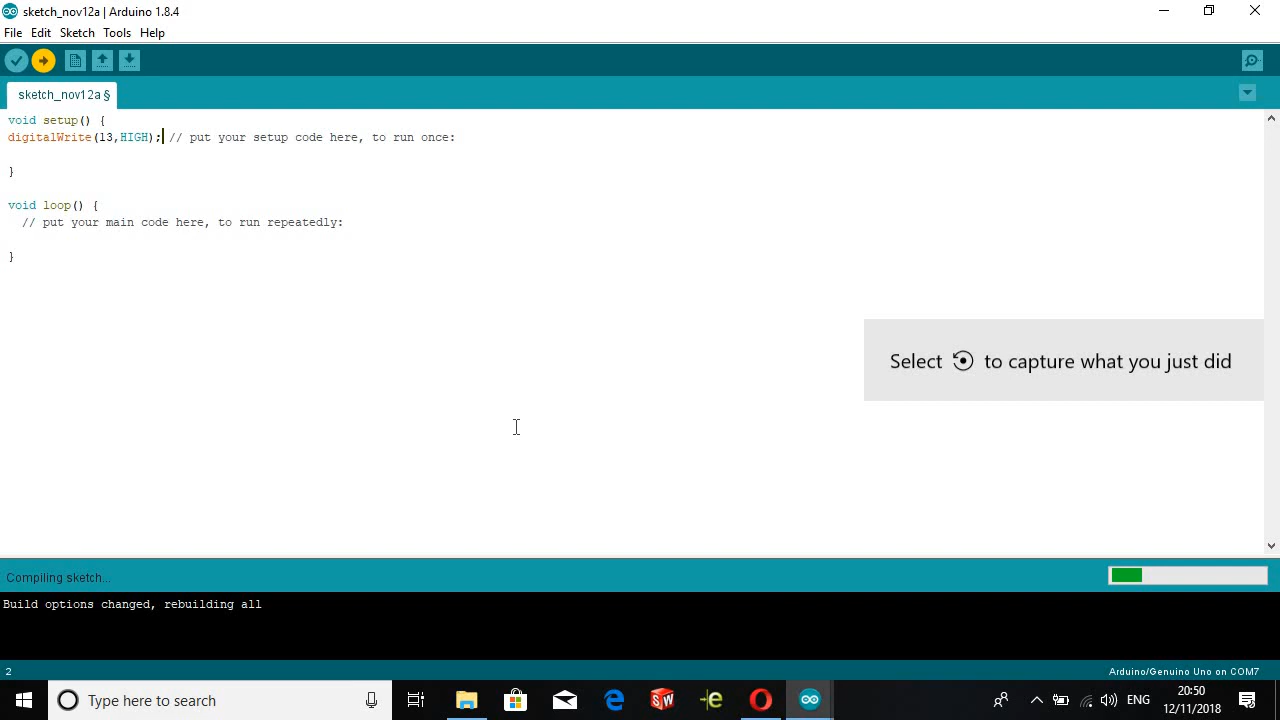 sketch_nov12a | Arduino 1.8.4
File Edit Sketch Tools Help
sketch_nov12a §
void setup() {
digitalWrite(13,HIGH); // put your setup code here, to run once:
}
void loop() {
// put your main code here, to run repeatedly:
}
Select to capture what you just did
Compiling sketch...
Build options changed, rebuilding all
2 Arduino/Genuino Uno on COM7
Type here to search
SW
e
ENG
20:50
12/11/2018